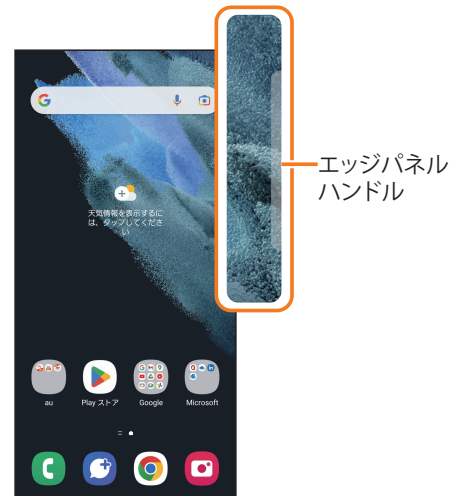 エッジパネル
ハンドル
天気情報を表示するに
は、タップしてくださ
い
au
Play ストア
Google
Microsoft